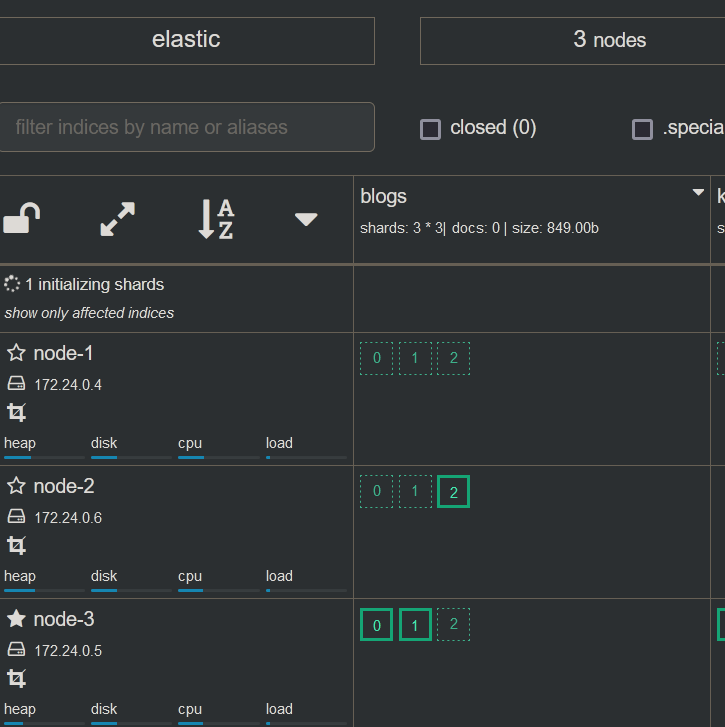 elastic
3 nodes
filter indices by name or aliases
closed (0)
.specia
blogs
shards: 3 * 3| docs: 0 | size: 849.00b
k
s
1 initializing shards
show only affected indices
node-1
0 1 2
172.24.0.4
heap disk cpu load
node-2
0 1 2
172.24.0.6
heap disk cpu load
node-3
0 1 2
172.24.0.5
heap disk cpu load